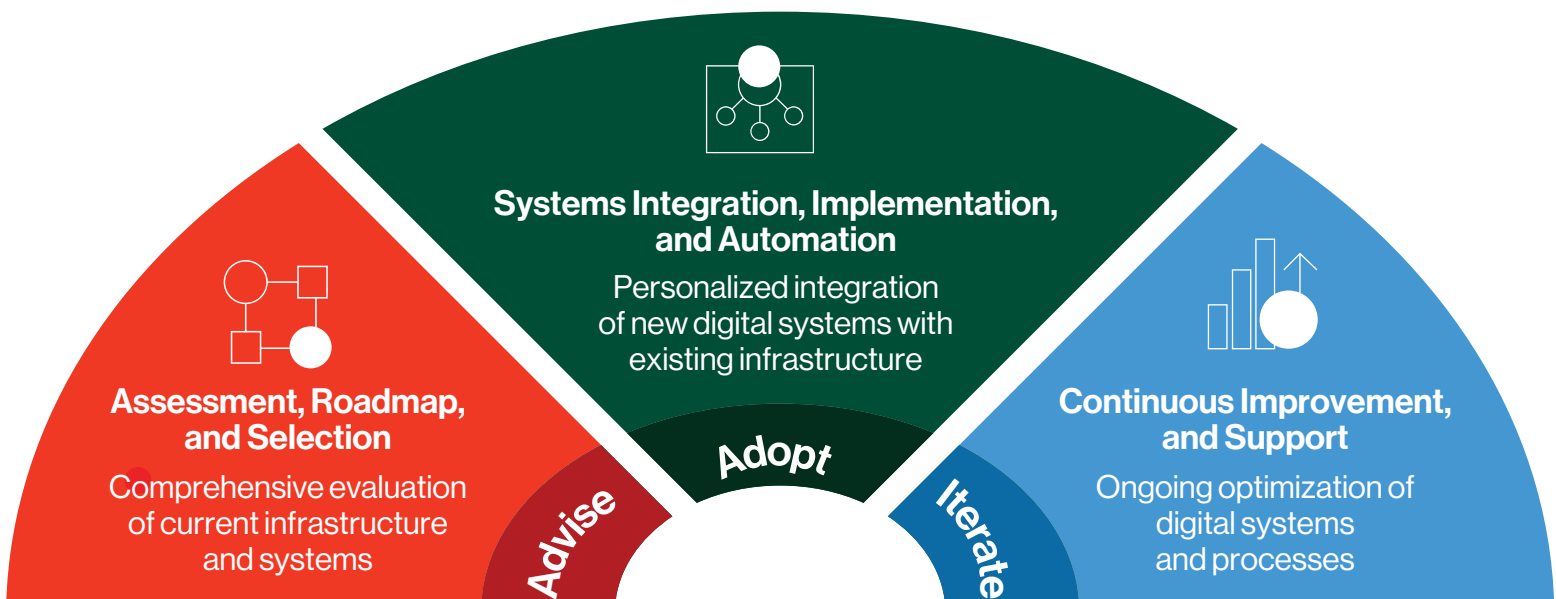 Assessment, Roadmap,
and Selection
Comprehensive evaluation
of current infrastructure
and systems
Advise
Systems Integration, Implementation,
and Automation
Personalized integration
of new digital systems with
existing infrastructure
Adopt
Continuous Improvement,
and Support
Ongoing optimization of
digital systems
and processes
Iterate